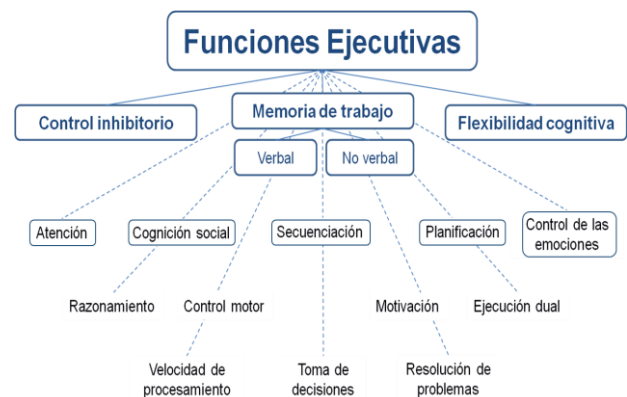 Funciones Ejecutivas
Control inhibitorio
Memoria de trabajo
Flexibilidad cognitiva
Verbal
No verbal
Atención
Cognición social
Secuenciación
Planificación
Control de las
emociones
Razonamiento
Control motor
Motivación
Ejecución dual
Velocidad de
procesamiento
Toma de
decisiones
Resolución de
problemas